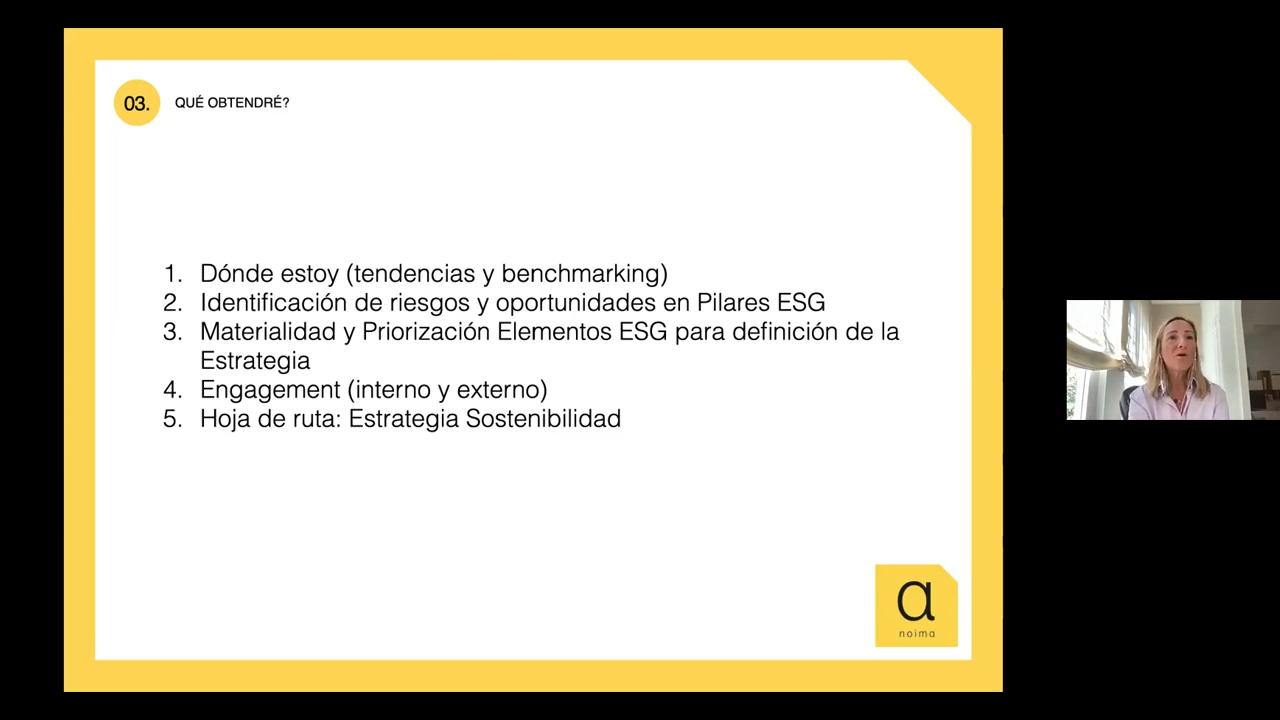 03.
QUÉ OBTENDRÉ?
1. Dónde estoy (tendencias y benchmarking)
2. Identificación de riesgos y oportunidades en Pilares ESG
3. Materialidad y Priorización Elementos ESG para definición de la
Estrategia
4. Engagement (interno y externo)
5. Hoja de ruta: Estrategia Sostenibilidad
a
noima